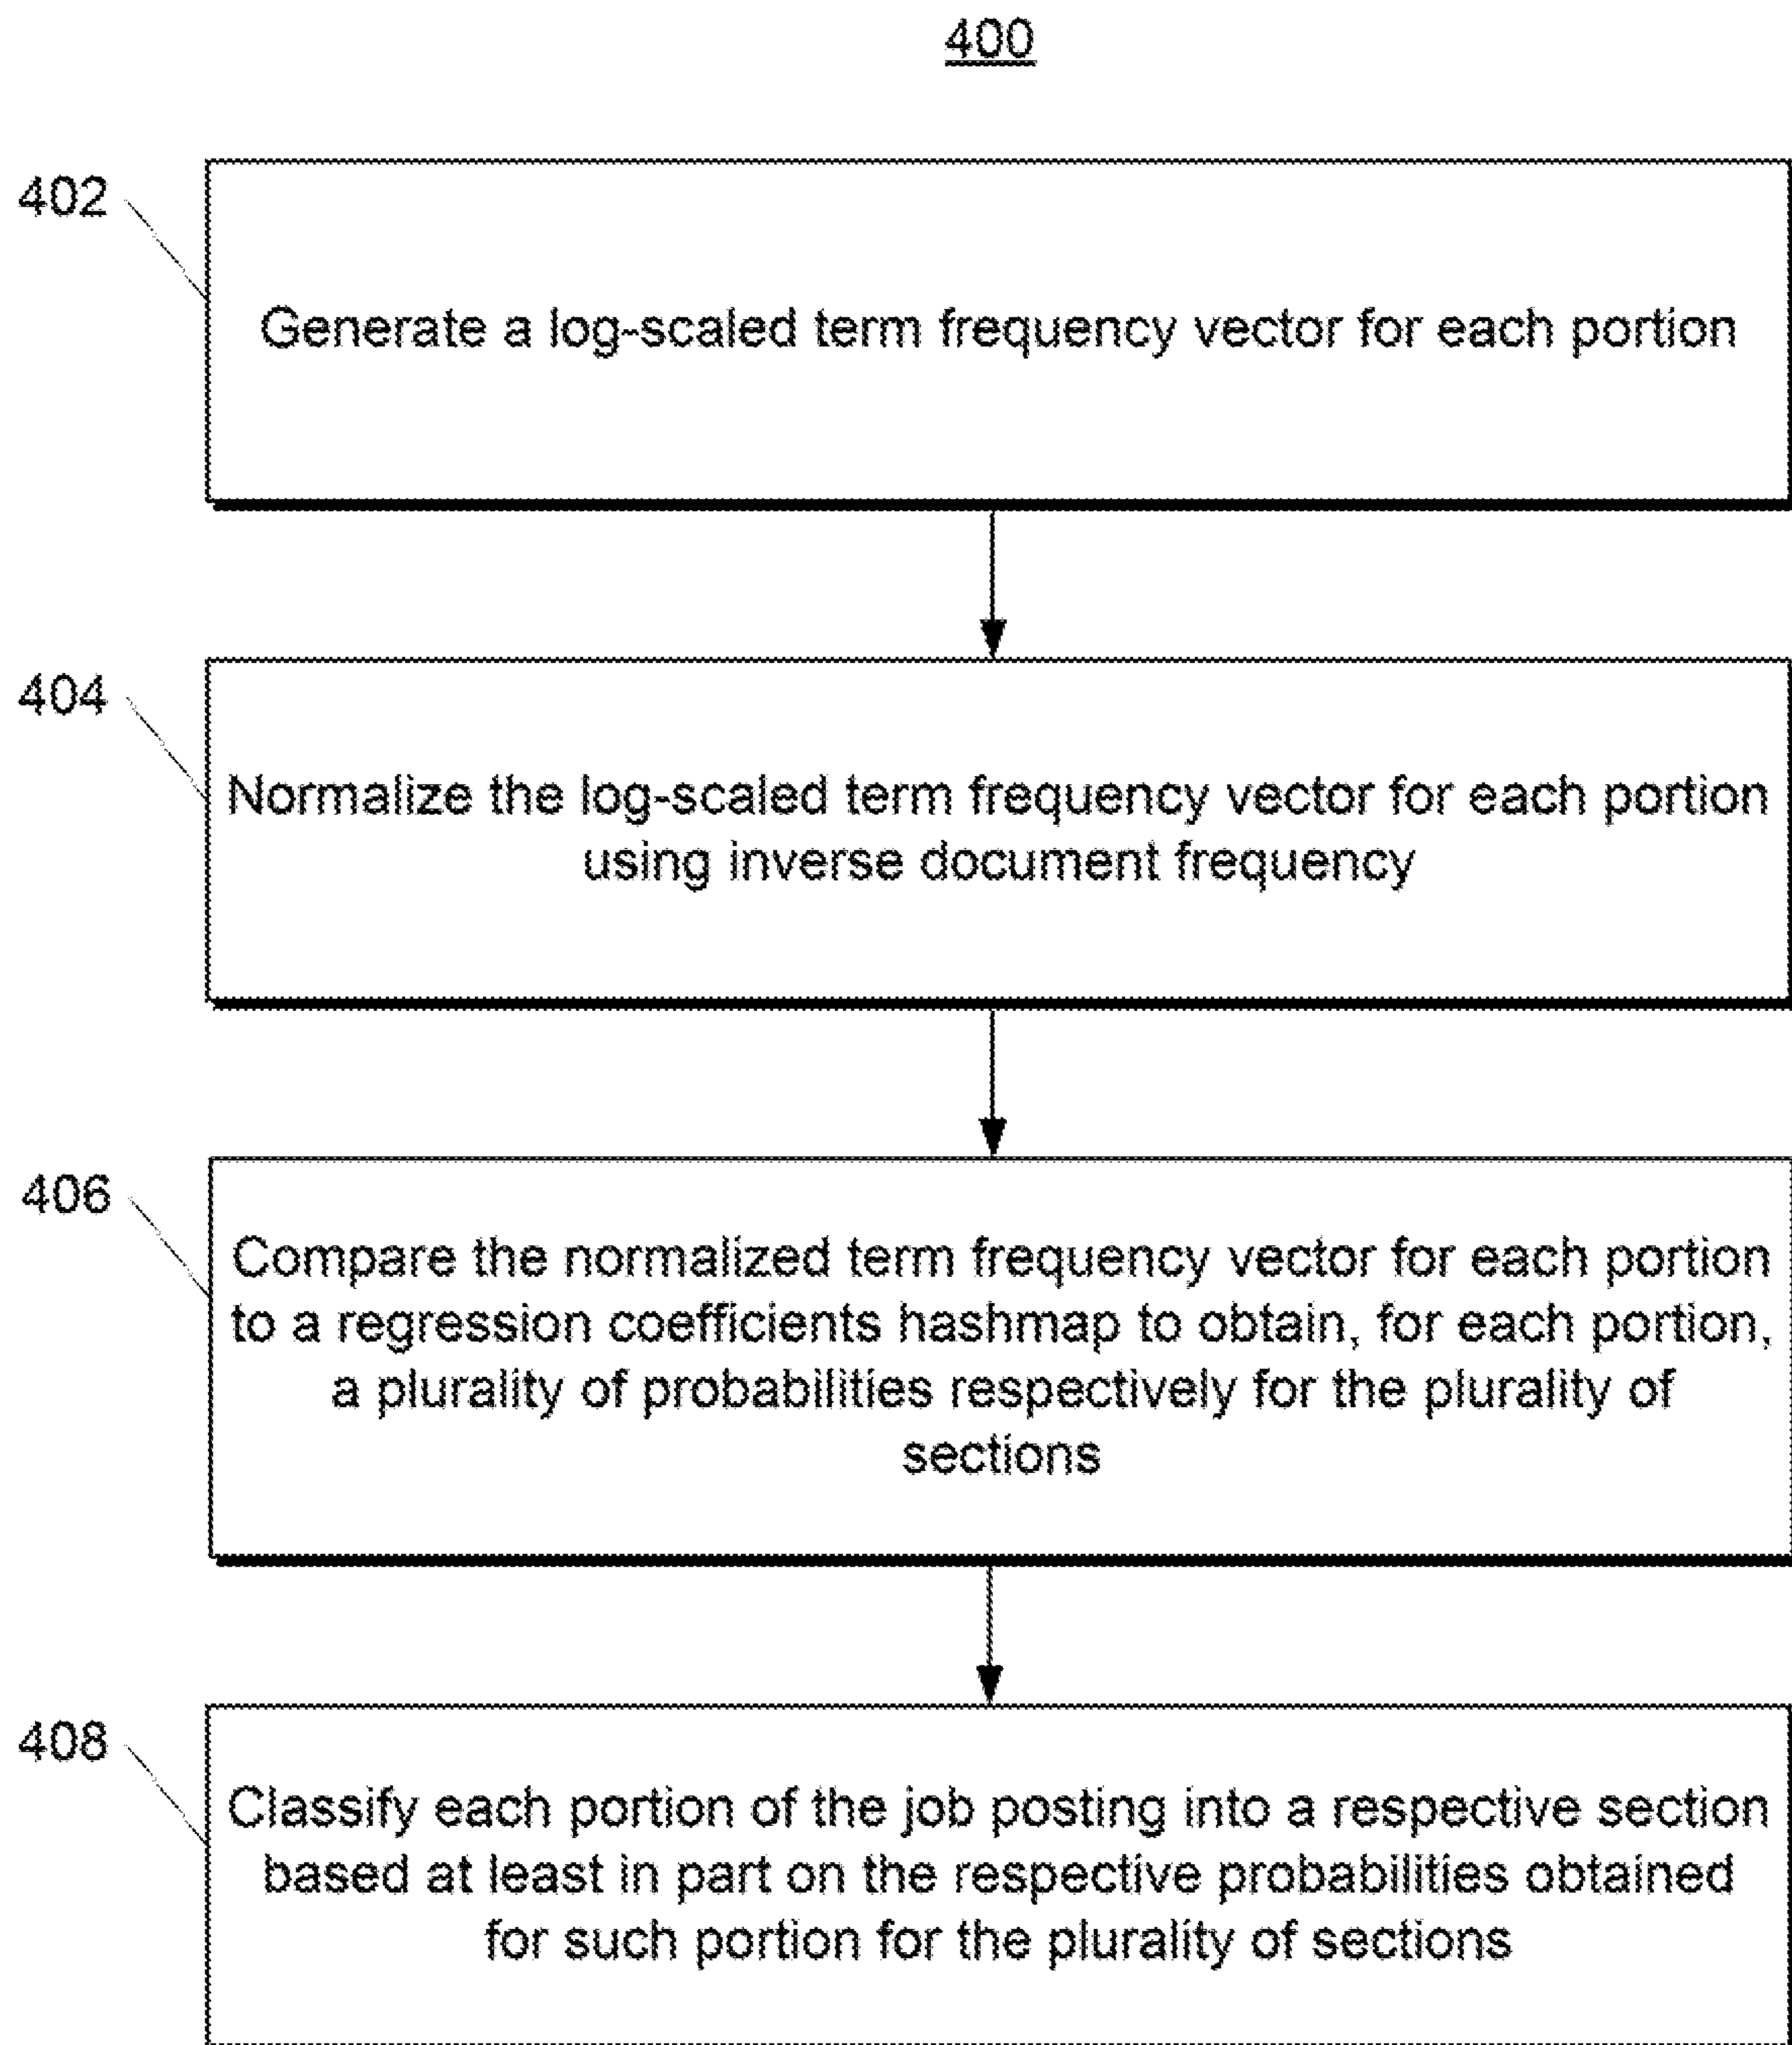 400
402
Generate a log-scaled term frequency vector for each portion
404
Normalize the log-scaled term frequency vector for each portion
using inverse document frequency
406
Compare the normalized term frequency vector for each portion
to a regression coefficients hashmap to obtain, for each portion,
a plurality of probabilities respectively for the plurality of
sections
408
Classify each portion of the job posting into a respective section
based at least in part on the respective probabilities obtained
for such portion for the plurality of sections